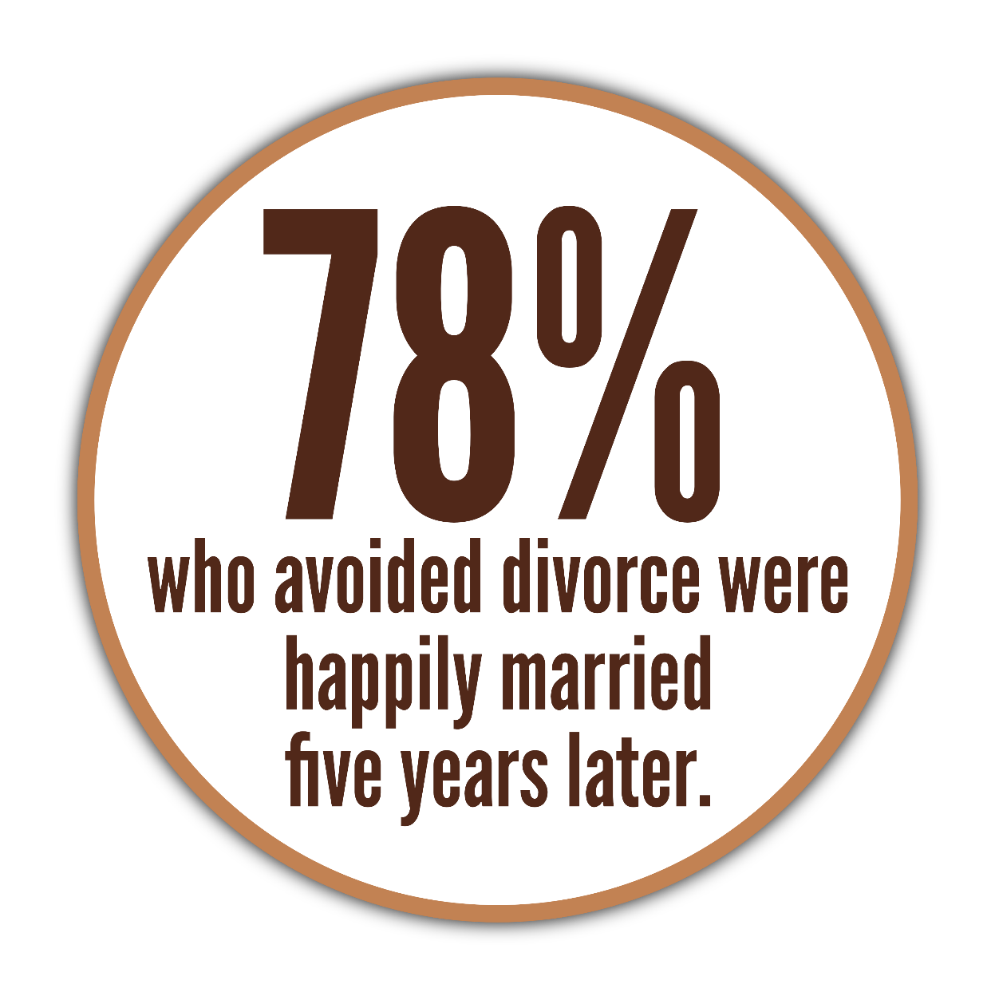 78%
who avoided divorce were
happily married
five years later.